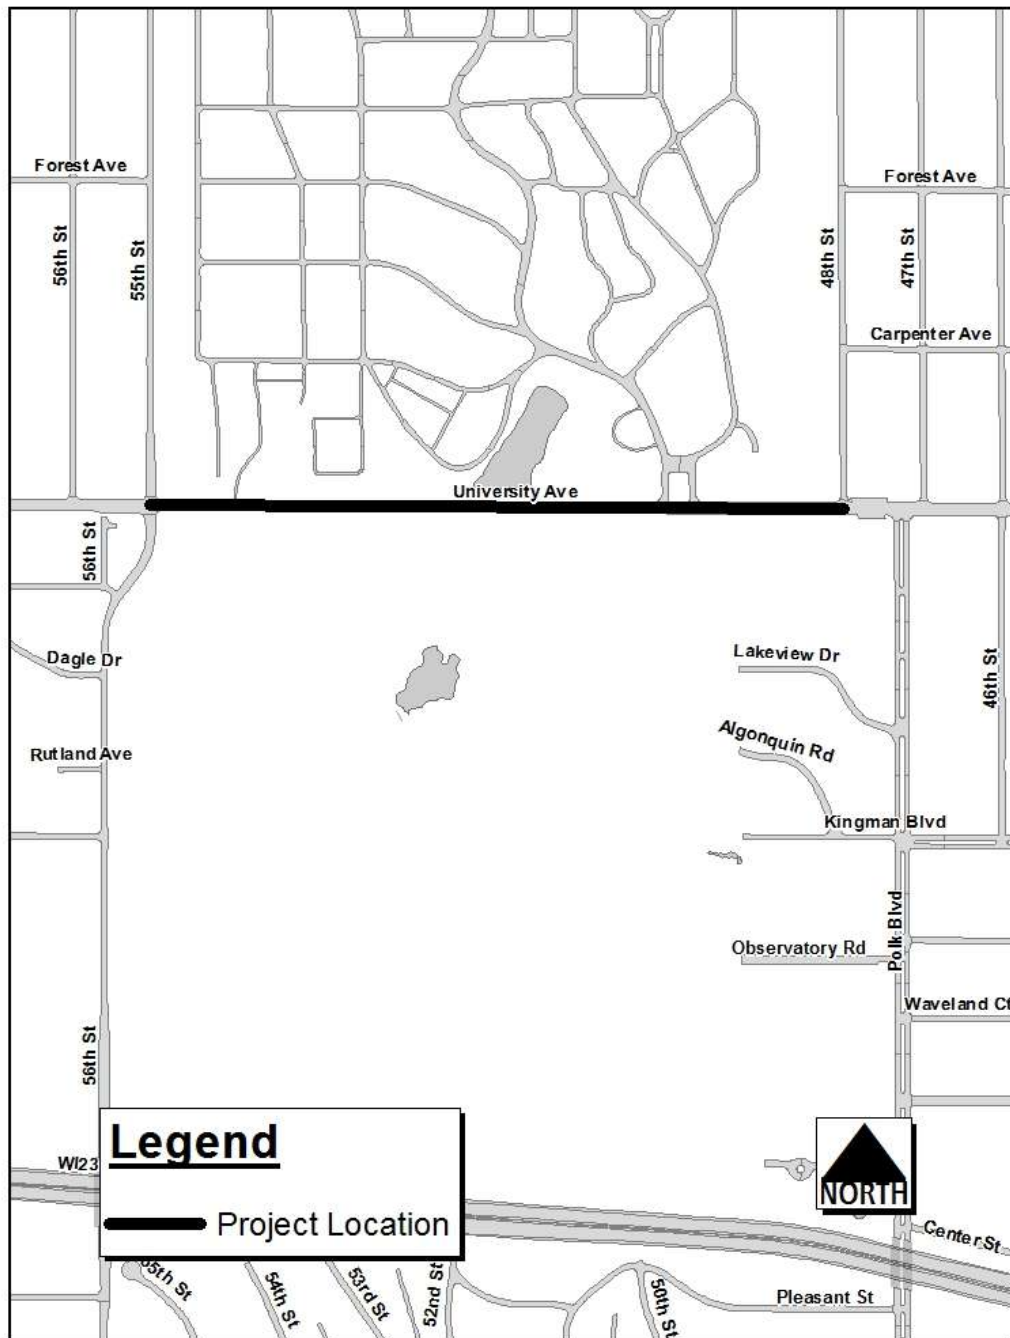 Forest Ave
Forest Ave
56th St
55th St
48th St
47th St
Carpenter Ave
University Ave
56th St
Dagle Dr
Lakeview Dr
46th St
Rutland Ave
Algonquin Rd
Kingman Blvd
Polk Blvd
Observatory Rd
Waveland Ct
56th St
Legend
WI23
Project Location
NORTH
Center St
55th St
54th St
53rd St
52nd St
50th St
Pleasant St